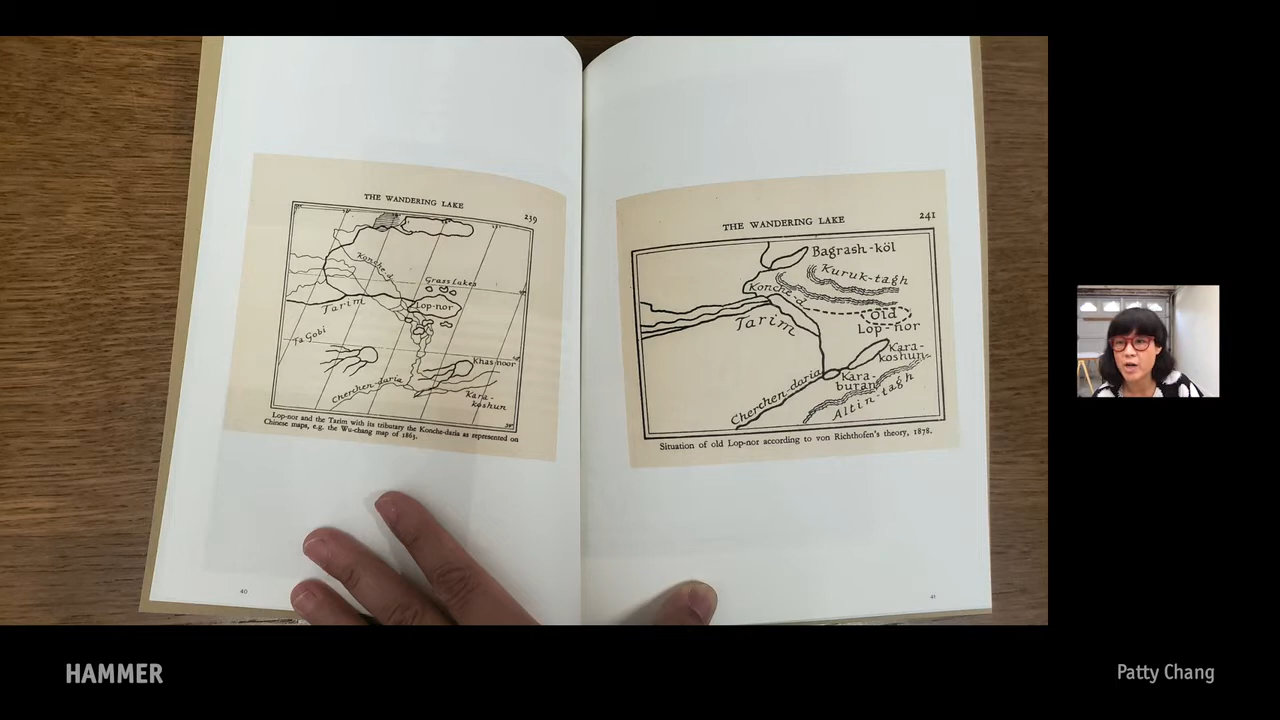 THE WANDERING LAKE
239
Konche-d.
Grass Lakes
Lop-nor
Tarim
Ta Gobi
Khas-noor
Cherchen-daria
Kara-
koshun
Lop-nor and the Tarim with its tributary the Konche-daria as represented on
Chinese maps, e.g. the Wu-chang map of 1863.
40
THE WANDERING LAKE
241
Bagrash-köl
Kuruk-tagh
Konche-d.
Old
Lop-nor
Tarim
Kara-
koshun
Kara-
buran
Cherchen-daria
Altin-tagh
Situation of old Lop-nor according to von Richthofen's theory, 1878.
41
HAMMER
Patty Chang